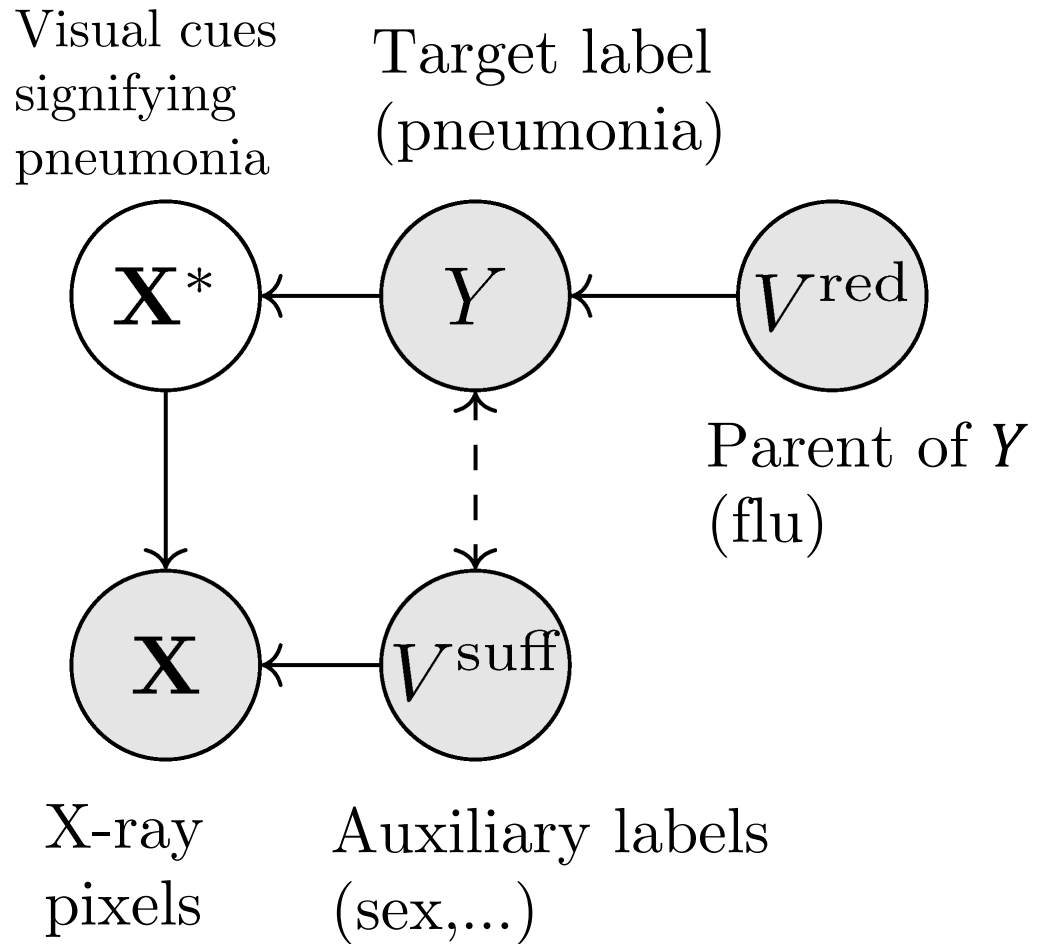 Visual cues
signifying
pneumonia
Target label
(pneumonia)
X*
Y
V^red
Parent of Y
(flu)
X
V^suff
X-ray
pixels
Auxiliary labels
(sex,...)